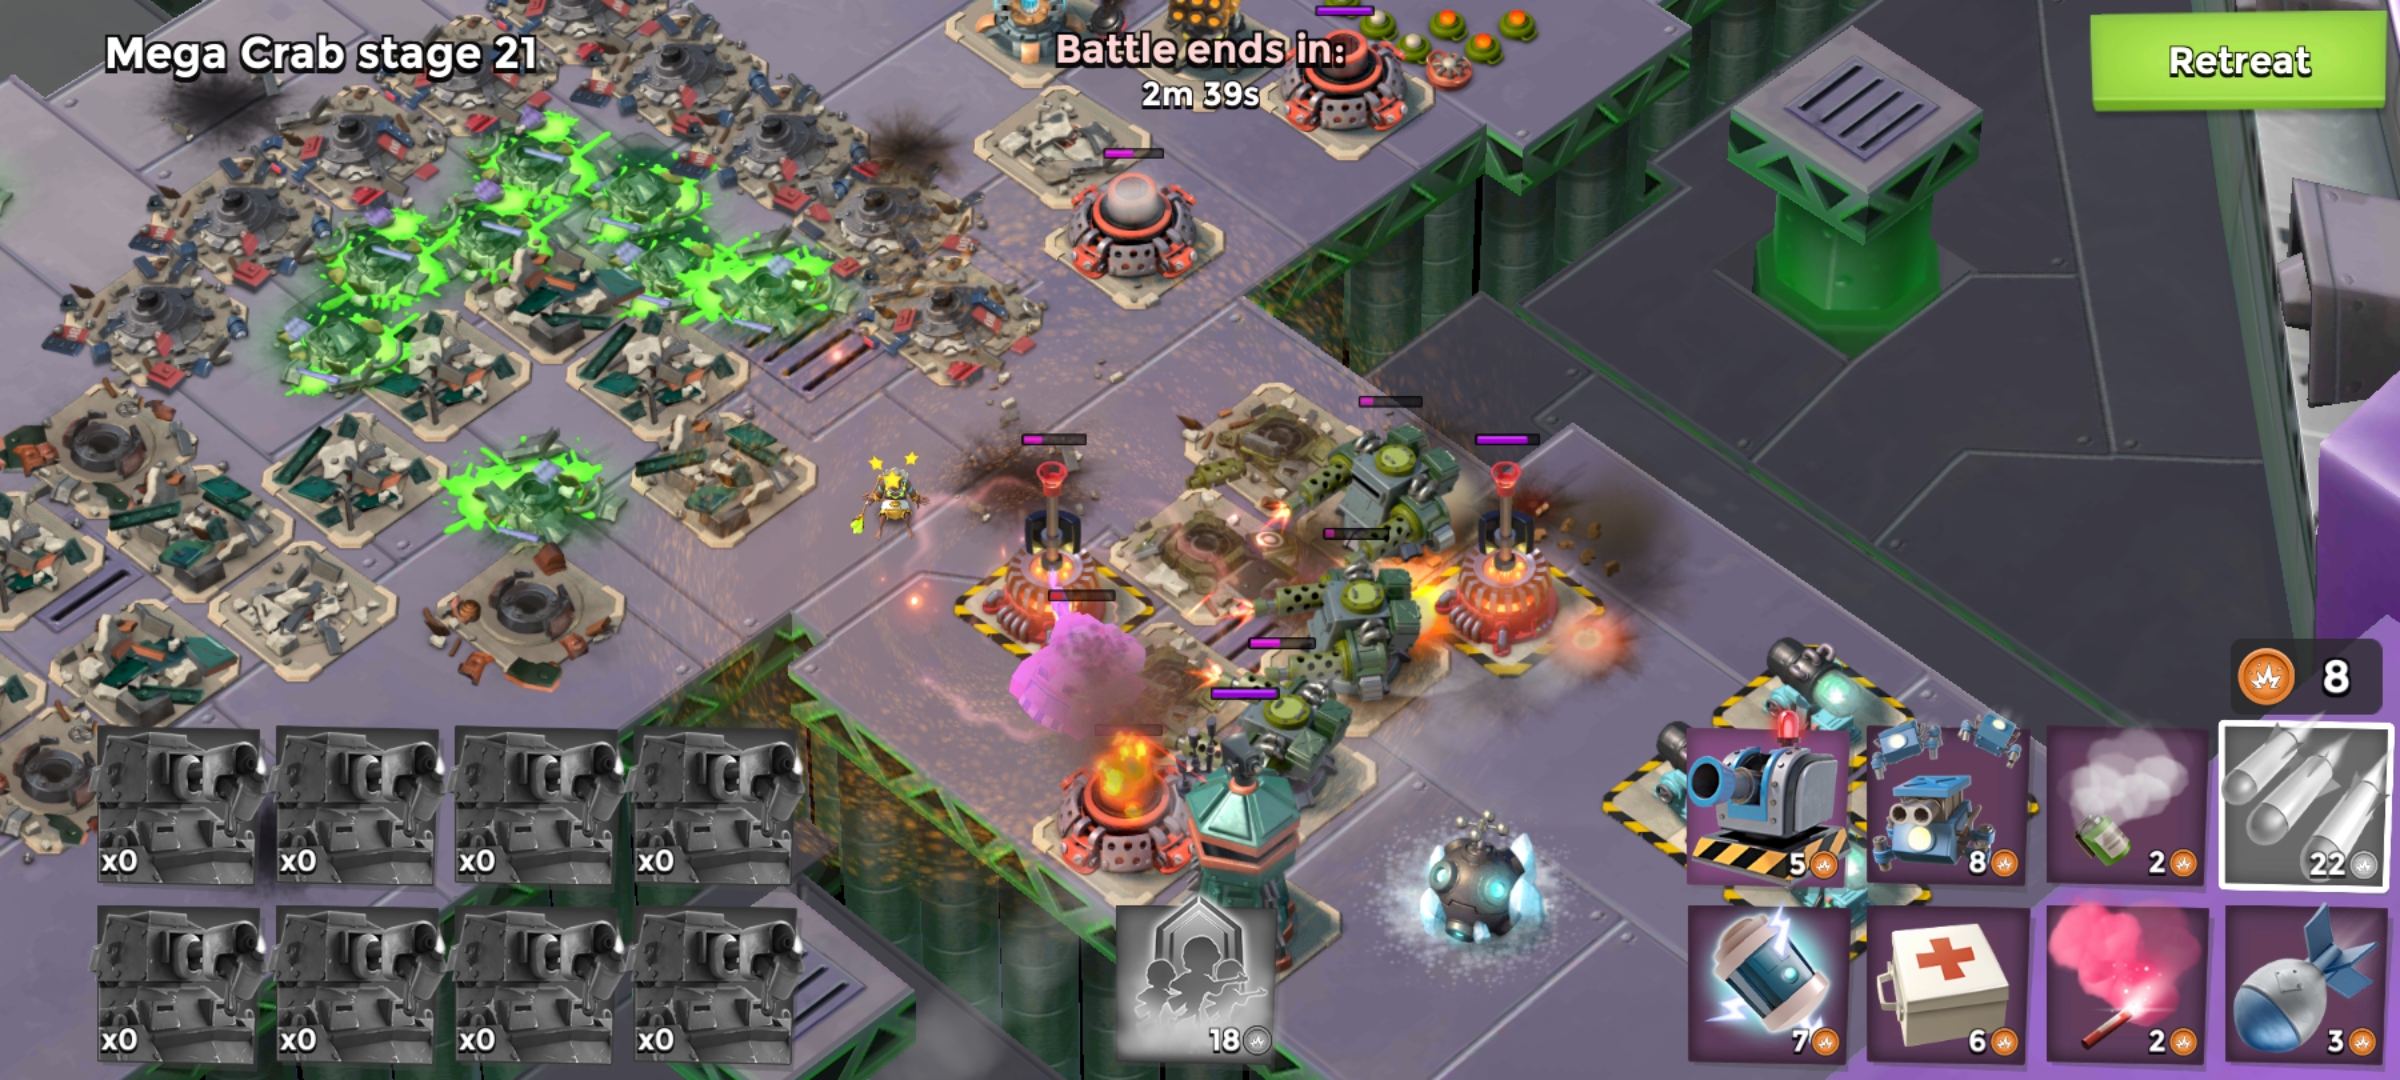 Mega Crab stage 21
Battle ends in:
2m 39s
Retreat
8
x0
x0
x0
x0
5
8
2
22
x0
x0
x0
x0
18
7
6
2
3